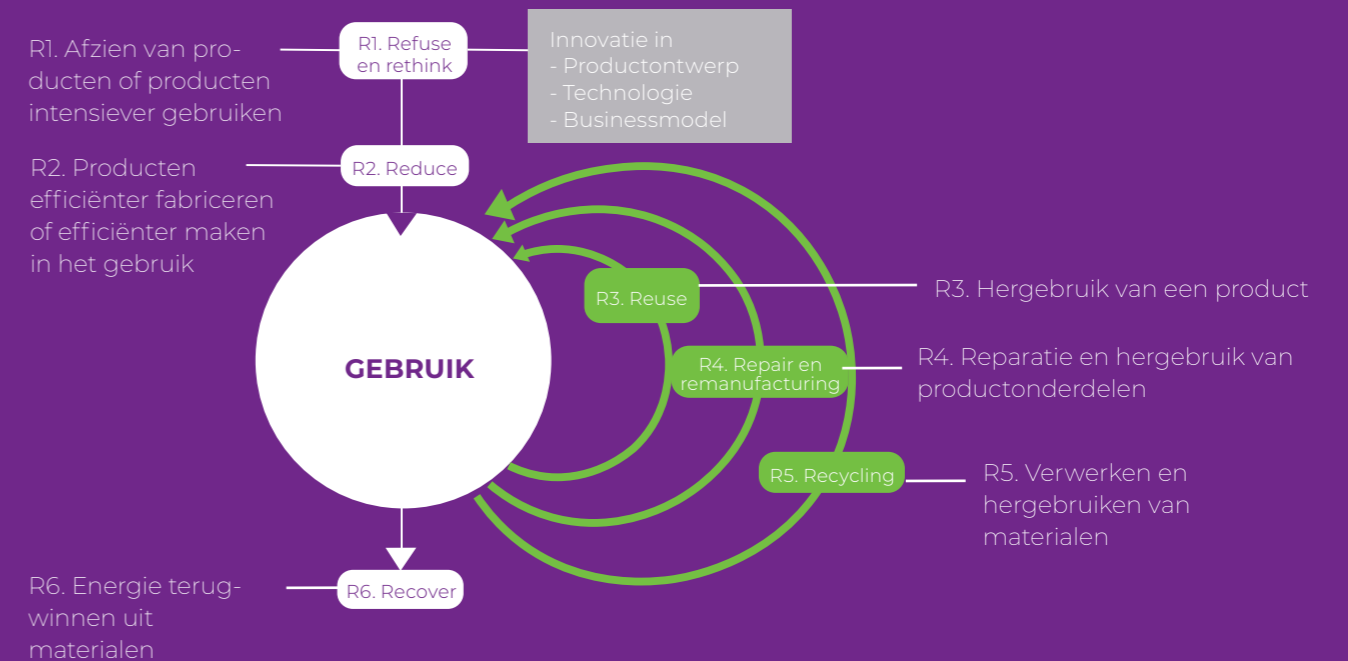 R1. Afzien van pro-
ducten of producten
intensiever gebruiken
R1. Refuse
en rethink
Innovatie in
- Productontwerp
- Technologie
- Businessmodel
R2. Producten
efficiënter fabriceren
of efficiënter maken
in het gebruik
R2. Reduce
GEBRUIK
R3. Reuse
R3. Hergebruik van een product
R4. Repair en
remanufacturing
R4. Reparatie en hergebruik van
productonderdelen
R5. Recycling
R5. Verwerken en
hergebruiken van
materialen
R6. Energie terug-
winnen uit
materialen
R6. Recover